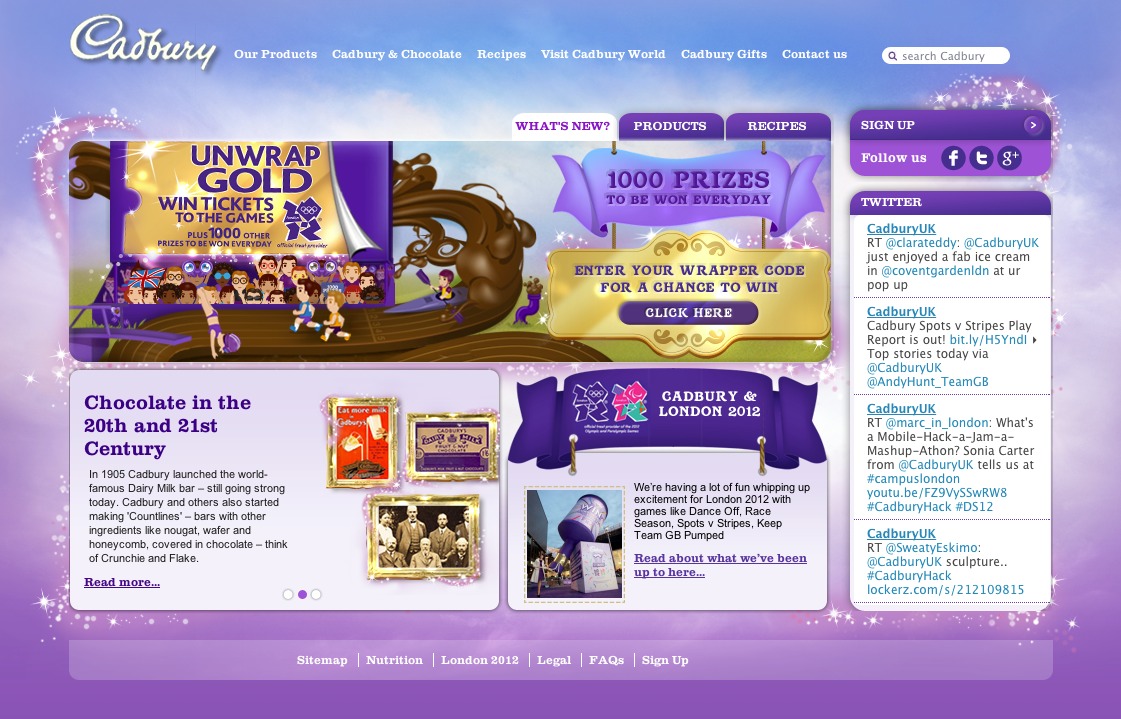 Cadbury
Our Products
Cadbury & Chocolate
Recipes
Visit Cadbury World
Cadbury Gifts
Contact us
search Cadbury
WHAT'S NEW?
PRODUCTS
RECIPES
UNWRAP
GOLD
WIN TICKETS
TO THE GAMES
PLUS 1000 OTHER
PRIZES TO BE WON EVERYDAY
official treat provider
1000 PRIZES
TO BE WON EVERYDAY
ENTER YOUR WRAPPER CODE
FOR A CHANCE TO WIN
CLICK HERE
SIGN UP
Follow us
TWITTER
CadburyUK
RT @clarateddy: @CadburyUK
just enjoyed a fab ice cream
in @coventgardenldn at ur
pop up
CadburyUK
Cadbury Spots v Stripes Play
Report is out! bit.ly/H5Yndl ▸
Top stories today via
@CadburyUK
@AndyHunt_TeamGB
CadburyUK
RT @marc_in_london: What's
a Mobile-Hack-a-Jam-a-
Mashup-Athon? Sonia Carter
from @CadburyUK tells us at
#campuslondon
youtu.be/FZ9VySSwRW8
#CadburyHack #DS12
CadburyUK
RT @SweatyEskimo:
@CadburyUK sculpture..
#CadburyHack
lockerz.com/s/212109815
Chocolate in the
20th and 21st
Century
In 1905 Cadbury launched the world-
famous Dairy Milk bar – still going strong
today. Cadbury and others also started
making 'Countlines' – bars with other
ingredients like nougat, wafer and
honeycomb, covered in chocolate – think
of Crunchie and Flake.
Read more...
Eat more milk
Cadburys
CADBURY'S
DAIRY MILK
FRUIT & NUT
CHOCOLATE
CADBURY &
LONDON 2012
We're having a lot of fun whipping up
excitement for London 2012 with
games like Dance Off, Race
Season, Spots v Stripes, Keep
Team GB Pumped
Read about what we've been
up to here...
Sitemap
Nutrition
London 2012
Legal
FAQs
Sign Up